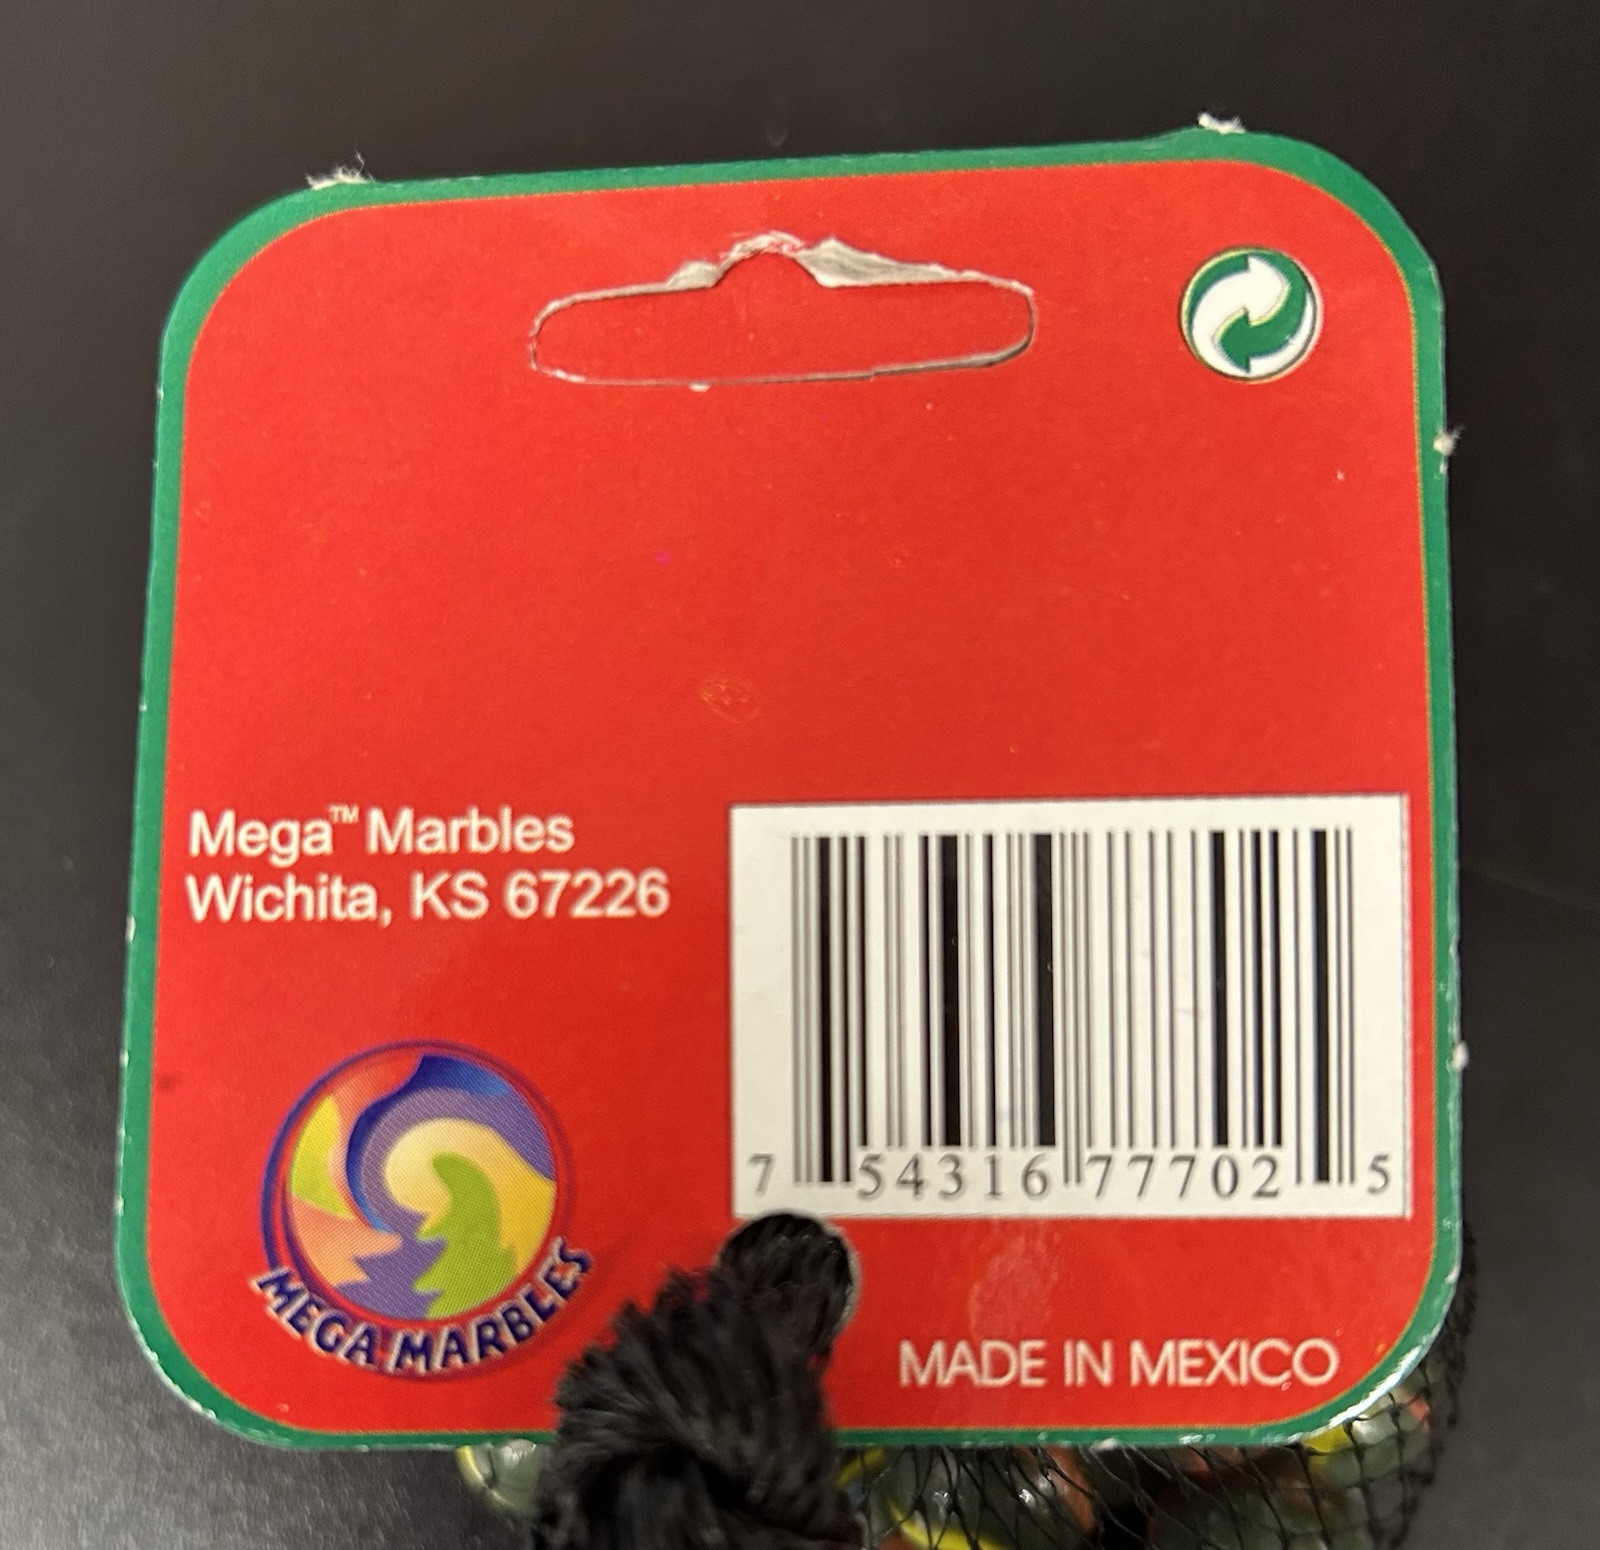 Mega™ Marbles
Wichita, KS 67226
7 54316 77702 5
MEGA MARBLES
MADE IN MEXICO